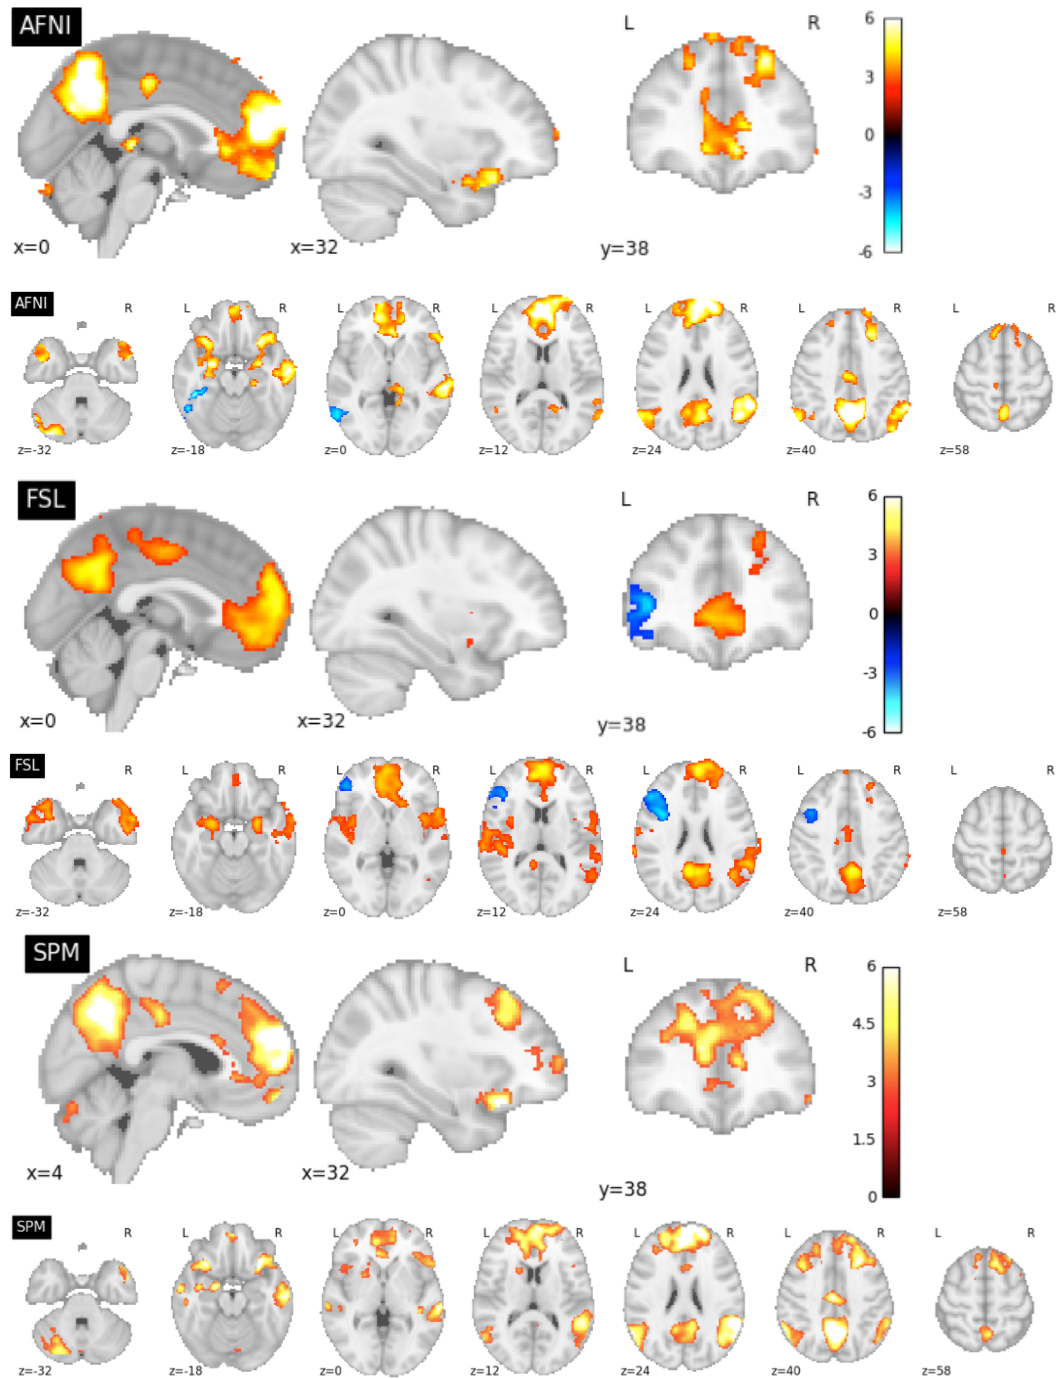 AFNI
L R
6
3
0
-3
-6
x=0 x=32 y=38
AFNI
R L R L R L R L R L R L R
z=-32 z=-18 z=0 z=12 z=24 z=40 z=58
FSL
L R
6
3
0
-3
-6
x=0 x=32 y=38
FSL
R L R L R L R L R L R L R
z=-32 z=-18 z=0 z=12 z=24 z=40 z=58
SPM
L R
6
4.5
3
1.5
0
x=4 x=32 y=38
SPM
R L R L R L R L R L R L R
z=-32 z=-18 z=0 z=12 z=24 z=40 z=58